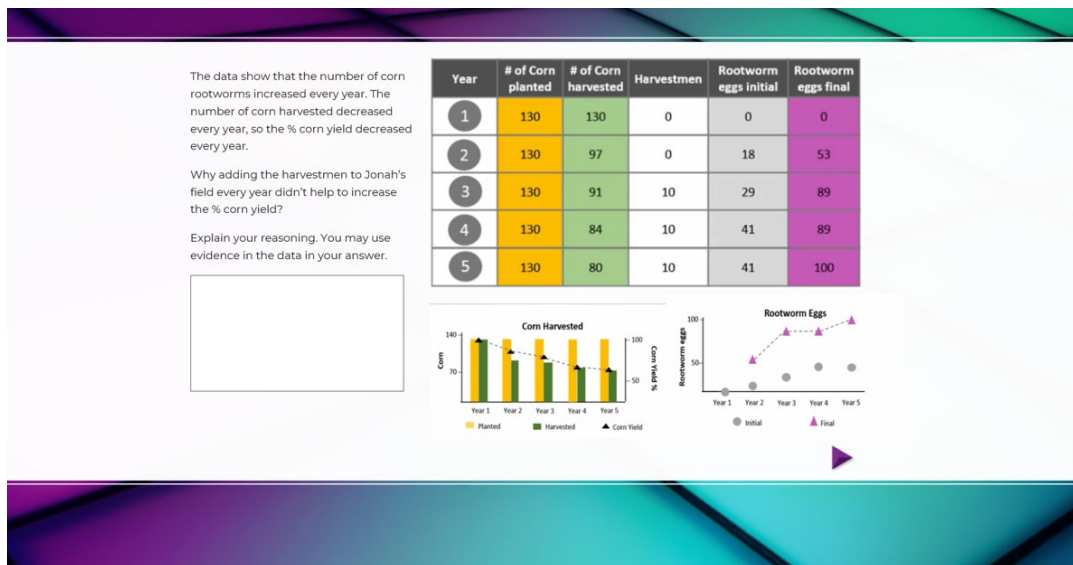 The data show that the number of corn
rootworms increased every year. The
number of corn harvested decreased
every year, so the % corn yield decreased
every year.
Why adding the harvestmen to Jonah's
field every year didn't help to increase
the % corn yield?
Explain your reasoning. You may use
evidence in the data in your answer.
Year # of Corn planted # of Corn harvested Harvestmen Rootworm eggs initial Rootworm eggs final
1 130 130 0 0 0
2 130 97 0 18 53
3 130 91 10 29 89
4 130 84 10 41 89
5 130 80 10 41 100
Corn Harvested
Corn
140
70
100
50
Corn Yield %
Year 1 Year 2 Year 3 Year 4 Year 5
Planted Harvested Corn Yield
Rootworm Eggs
Rootworm eggs
100
50
Year 1 Year 2 Year 3 Year 4 Year 5
Initial Final